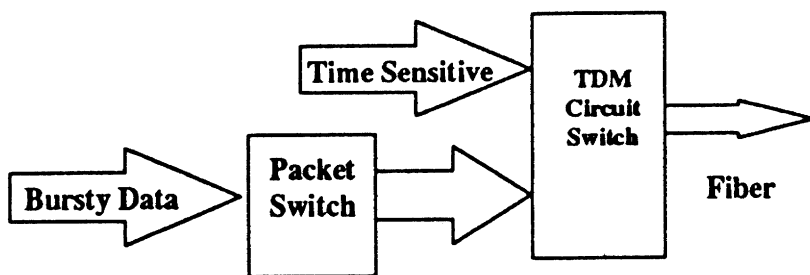 Time Sensitive
TDM
Circuit
Switch
Bursty Data
Packet
Switch
Fiber